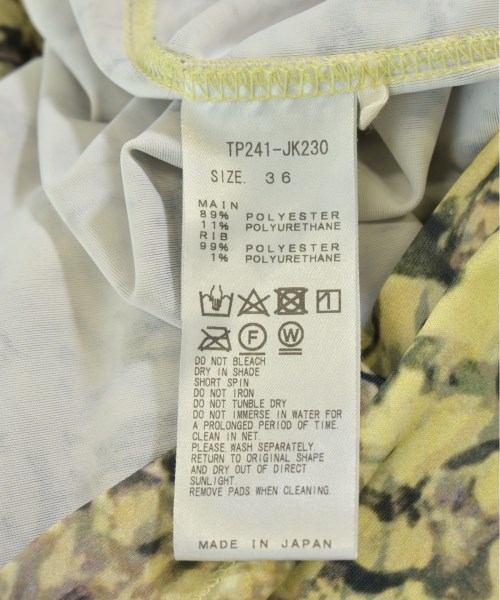 TP241-JK230
SIZE. 36
MAIN
89% POLYESTER
11% POLYURETHANE
RIB
99% POLYESTER
1% POLYURETHANE
F W
DO NOT BLEACH
DRY IN SHADE
SHORT SPIN
DO NOT IRON
DO NOT TUMBLE DRY
DO NOT IMMERSE IN WATER FOR
A PROLONGED PERIOD OF TIME.
CLEAN IN NET.
PLEASE WASH SEPARATELY
RETURN TO ORIGINAL SHAPE
AND DRY OUT OF DIRECT
SUNLIGHT.
REMOVE PADS WHEN CLEANING.
MADE IN JAPAN